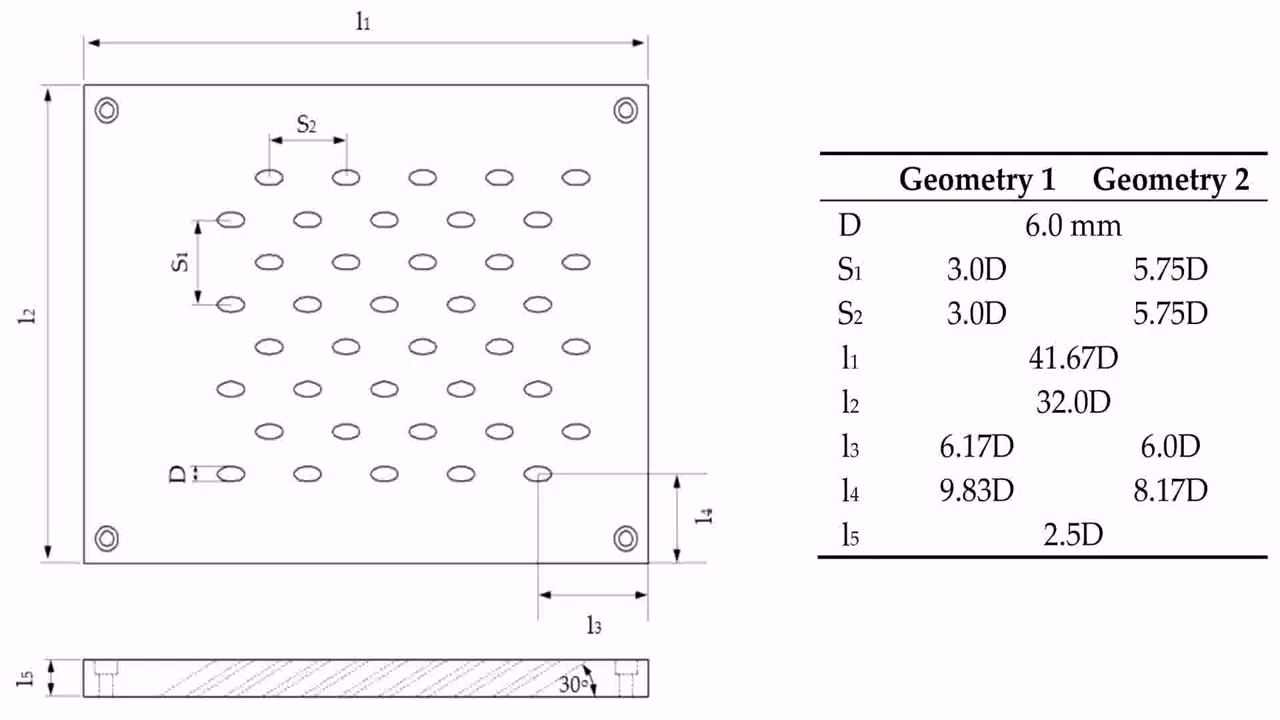 l1
S2
S1
l2
D
l4
l3
l5
30°
Geometry 1 Geometry 2
D 6.0 mm
S1 3.0D 5.75D
S2 3.0D 5.75D
l1 41.67D
l2 32.0D
l3 6.17D 6.0D
l4 9.83D 8.17D
l5 2.5D